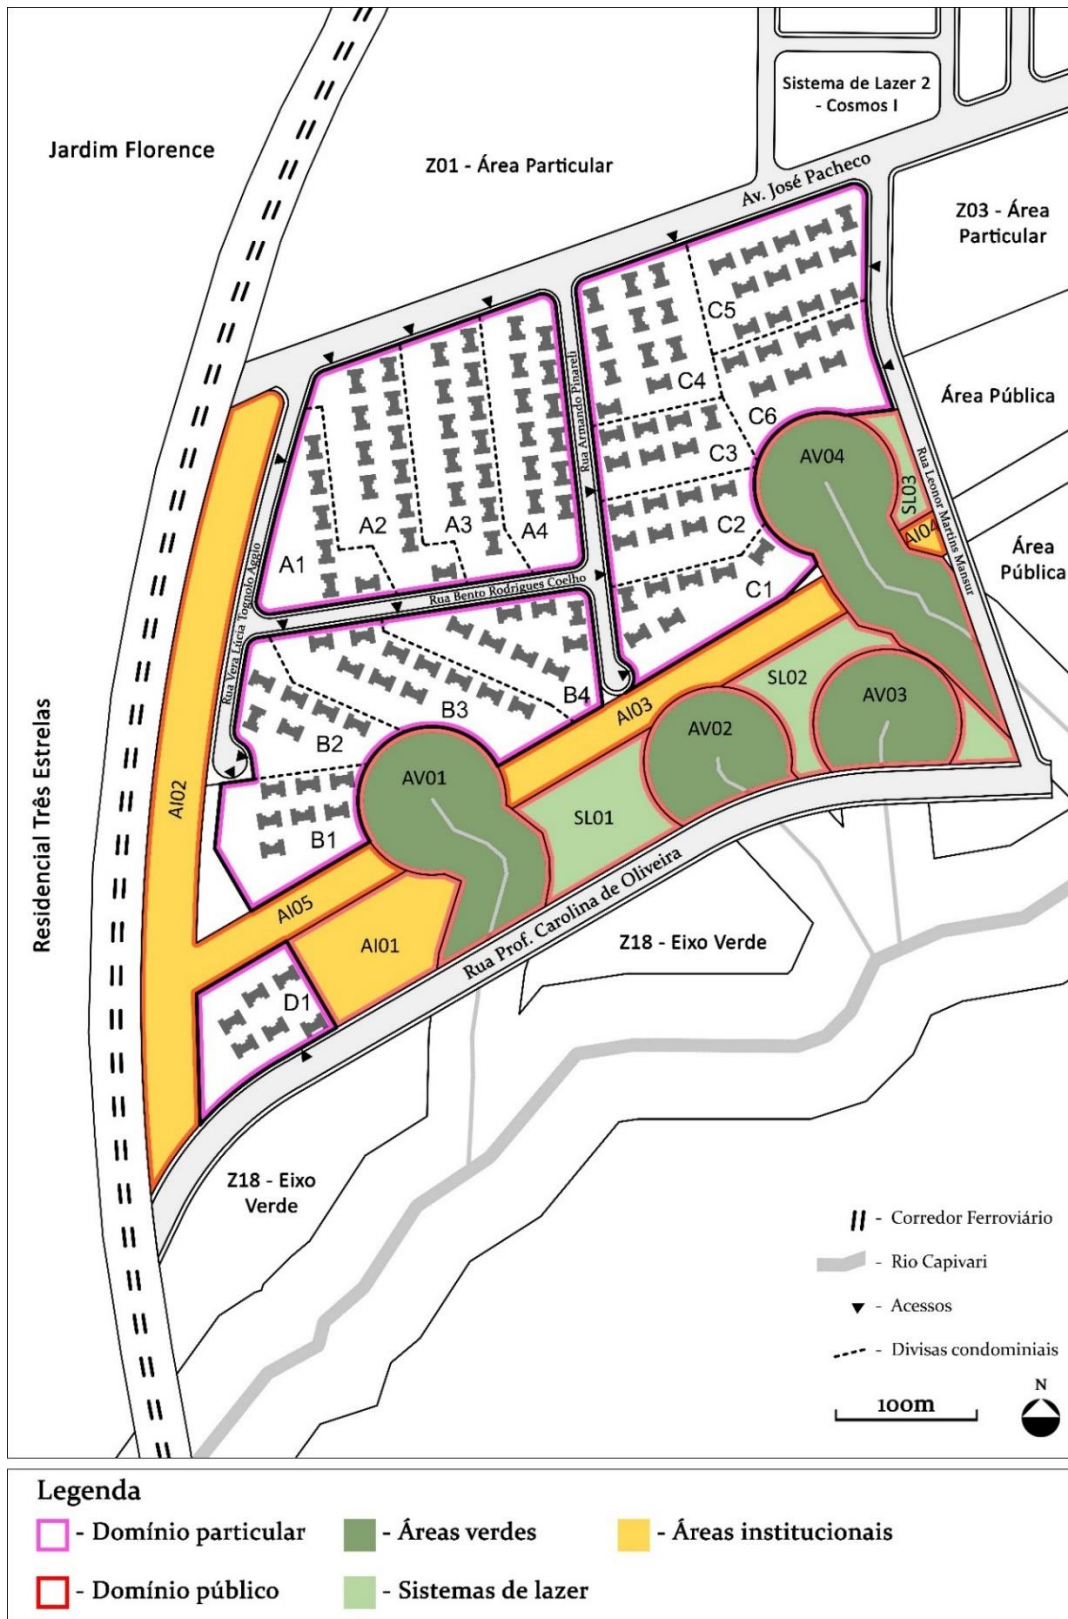 Sistema de Lazer 2
- Cosmos I
Jardim Florence
Z01 - Área Particular
Av. José Pacheco
Z03 - Área
Particular
C5
C4
Rua Armando Pinareli
Área Pública
C6
C3
AV04
Rua Leonor Martins Mansur
SL03
A2
A3
A4
C2
AI04
Área
Pública
A1
Rua Vera Lúcia Tognolo Aggio
Rua Bento Rodrigues Coelho
C1
SL02
B4
AI03
AV03
B3
AV02
B2
AV01
AI02
SL01
B1
Residencial Três Estrelas
AI05
AI01
Rua Prof. Carolina de Oliveira
Z18 - Eixo Verde
D1
Z18 - Eixo
Verde
- Corredor Ferroviário
- Rio Capivari
- Acessos
- Divisas condominiais
100m
N
Legenda
- Domínio particular
- Áreas verdes
- Áreas institucionais
- Domínio público
- Sistemas de lazer